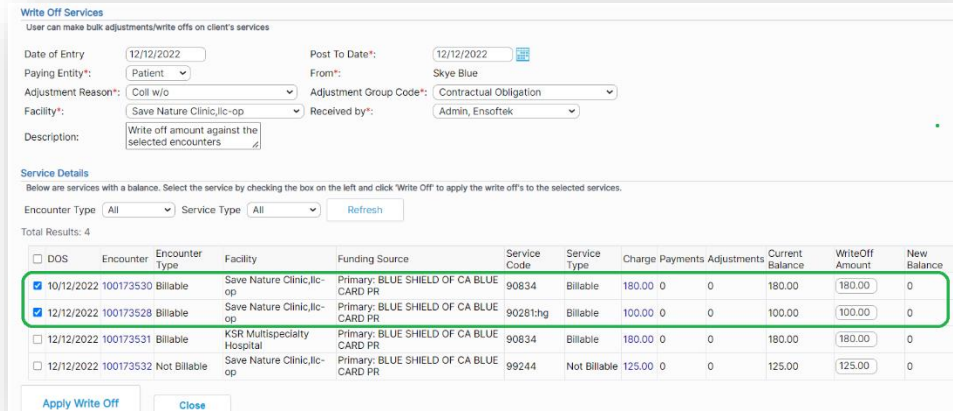 Write Off Services
User can make bulk adjustments/write offs on client's services
Date of Entry 12/12/2022 Post To Date*: 12/12/2022
Paying Entity*: Patient From*: Skye Blue
Adjustment Reason*: Coll w/o Adjustment Group Code*: Contractual Obligation
Facility*: Save Nature Clinic,llc-op Received by*: Admin, Ensoftek
Description: Write off amount against the
selected encounters
Service Details
Below are services with a balance. Select the service by checking the box on the left and click 'Write Off' to apply the write off's to the selected services.
Encounter Type All Service Type All Refresh
Total Results: 4
DOS Encounter Encounter Type Facility Funding Source Service Code Service Type Charge Payments Adjustments Current Balance WriteOff Amount New Balance
10/12/2022 100173530 Billable Save Nature Clinic,llc-op Primary: BLUE SHIELD OF CA BLUE CARD PR 90834 Billable 180.00 0 0 180.00 180.00 0
12/12/2022 100173528 Billable Save Nature Clinic,llc-op Primary: BLUE SHIELD OF CA BLUE CARD PR 90281:hg Billable 100.00 0 0 100.00 100.00 0
12/12/2022 100173531 Billable KSR Multispecialty Hospital Primary: BLUE SHIELD OF CA BLUE CARD PR 90834 Billable 180.00 0 0 180.00 180.00 0
12/12/2022 100173532 Not Billable Save Nature Clinic,llc-op Primary: BLUE SHIELD OF CA BLUE CARD PR 99244 Not Billable 125.00 0 0 125.00 125.00 0
Apply Write Off Close